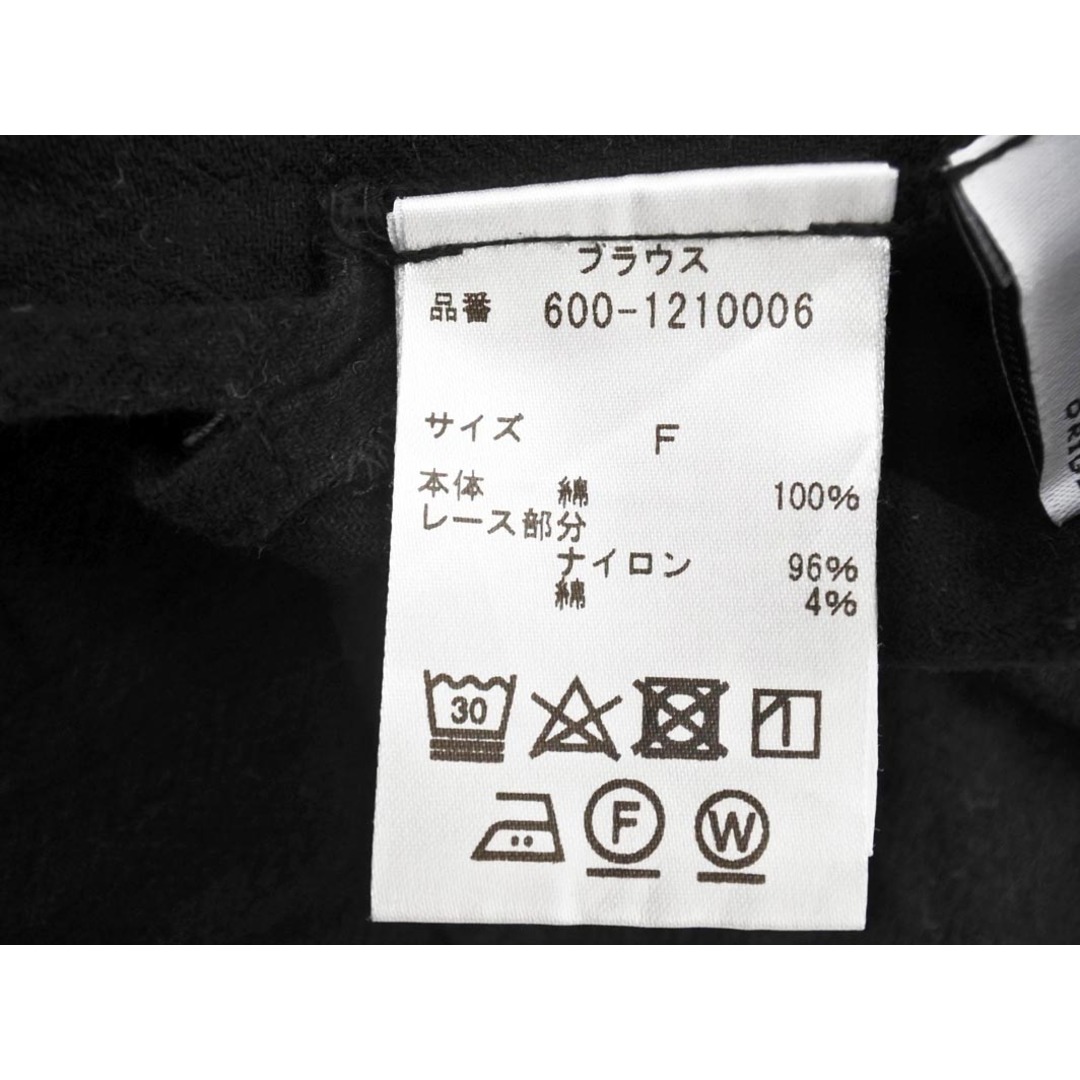 ブラウス
品番 600-1210006
サイズ F
本体 綿 100%
レース部分
ナイロン 96%
綿 4%
30
F W